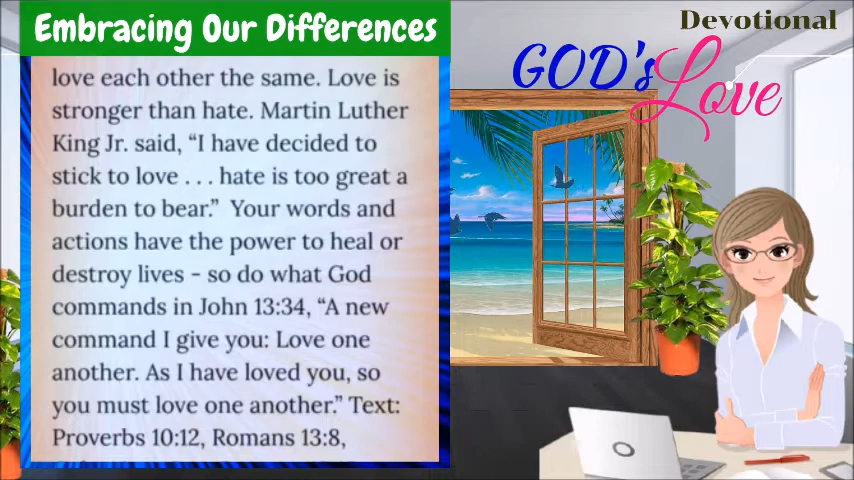 Embracing Our Differences
love each other the same. Love is
stronger than hate. Martin Luther
King Jr. said, “I have decided to
stick to love . . . hate is too great a
burden to bear.”  Your words and
actions have the power to heal or
destroy lives - so do what God
commands in John 13:34, “A new
command I give you: Love one
another. As I have loved you, so
you must love one another.” Text:
Proverbs 10:12, Romans 13:8,
Devotional
GOD's
Love